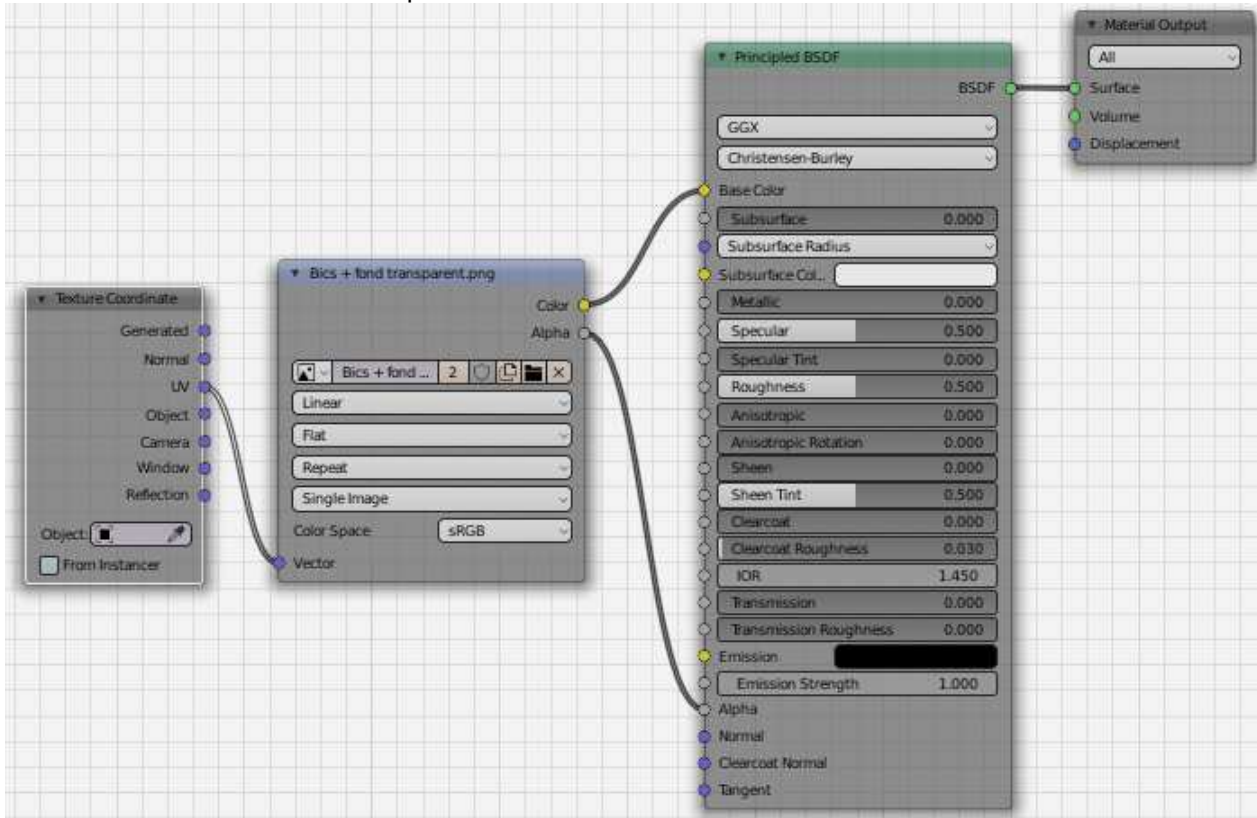 Texture Coordinate
Generated
Normal
UV
Object
Camera
Window
Reflection
Object:
From Instancer
Bics + fond transparent.png
Color
Alpha
Bics + fond ... 2
Linear
Flat
Repeat
Single Image
Color Space sRGB
Vector
Principled BSDF
BSDF
GGX
Christensen-Burley
Base Color
Subsurface 0.000
Subsurface Radius
Subsurface Col...
Metallic 0.000
Specular 0.500
Specular Tint 0.000
Roughness 0.500
Anisotropic 0.000
Anisotropic Rotation 0.000
Sheen 0.000
Sheen Tint 0.500
Clearcoat 0.000
Clearcoat Roughness 0.030
IOR 1.450
Transmission 0.000
Transmission Roughness 0.000
Emission
Emission Strength 1.000
Alpha
Normal
Clearcoat Normal
Tangent
Material Output
All
Surface
Volume
Displacement